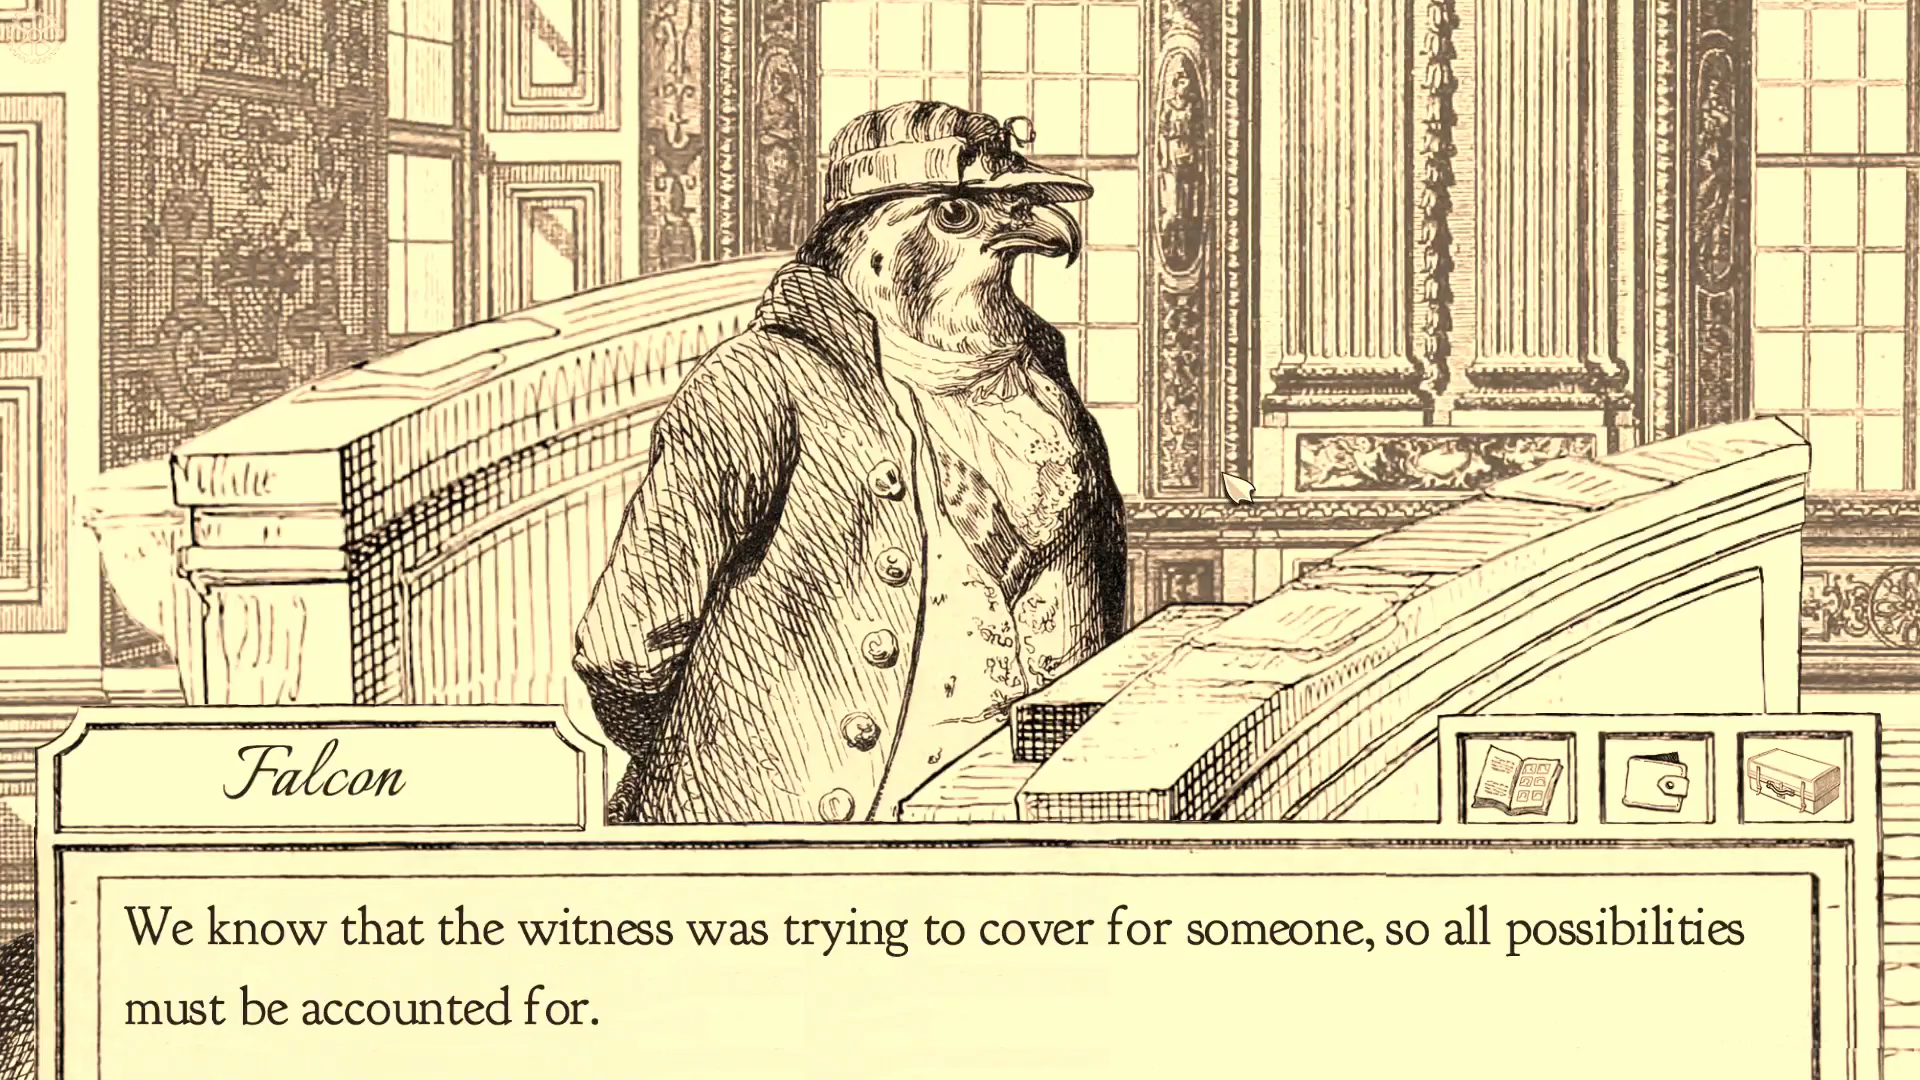 Falcon
We know that the witness was trying to cover for someone, so all possibilities
must be accounted for.